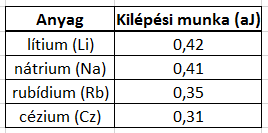 Anyag Kilépési munka (aJ)
lítium (Li) 0,42
nátrium (Na) 0,41
rubídium (Rb) 0,35
cézium (Cz) 0,31